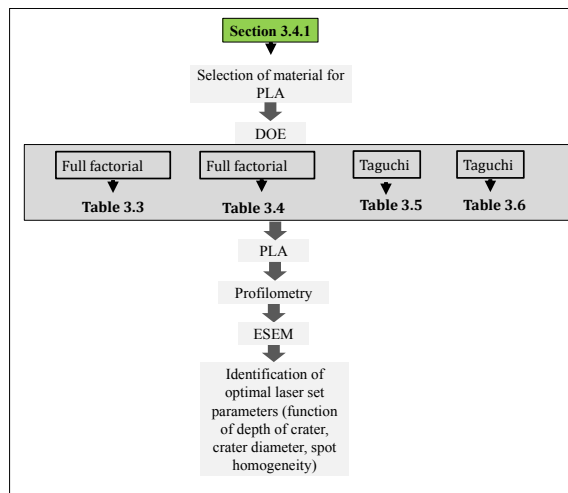 Section 3.4.1
Selection of material for
PLA
DOE
Full factorial
Full factorial
Taguchi
Taguchi
Table 3.3
Table 3.4
Table 3.5
Table 3.6
PLA
Profilometry
ESEM
Identification of
optimal laser set
parameters (function
of depth of crater,
crater diameter, spot
homogeneity)